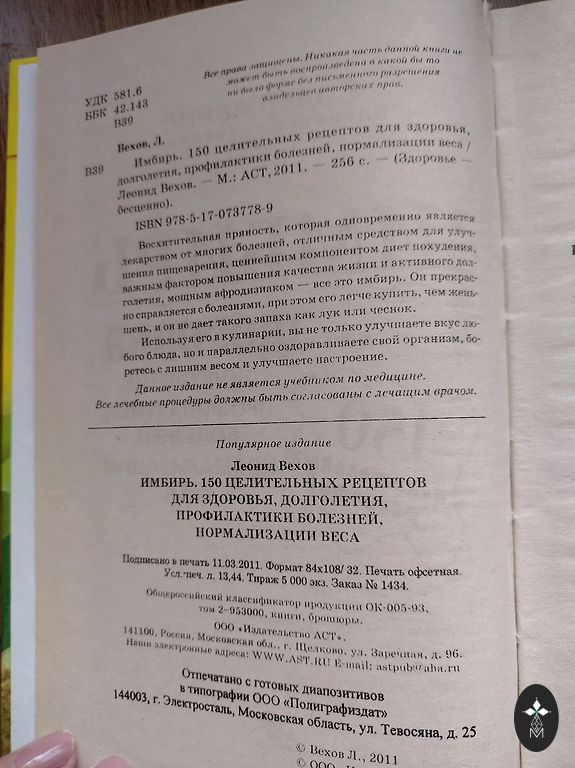 Все права защищены. Никакая часть данной книги не
может быть воспроизведена в какой бы то
ни было форме без письменного разрешения
владельцев авторских прав.
УДК 581.6
ББК 42.143
В39
Вехов, Л.
В39 Имбирь. 150 целительных рецептов для здоровья,
долголетия, профилактики болезней, нормализации веса /
Леонид Вехов. — М.: АСТ, 2011. — 256 с. — (Здоровье —
бесценно).
ISBN 978-5-17-073778-9
Восхитительная пряность, которая одновременно является
лекарством от многих болезней, отличным средством для улуч-
шения пищеварения, ценнейшим компонентом диет похудения,
важным фактором повышения качества жизни и активного дол-
голетия, мощным афродизиаком — все это имбирь. Он прекрас-
но справляется с болезнями, при этом его легче купить, чем жень-
шень, и он не дает такого запаха как лук или чеснок.
Используя его в кулинарии, вы не только улучшаете вкус лю-
бого блюда, но и параллельно оздоравливаете свой организм, бо-
ретесь с лишним весом и улучшаете настроение.
Данное издание не является учебником по медицине.
Все лечебные процедуры должны быть согласованы с лечащим врачом.
Популярное издание
Леонид Вехов
ИМБИРЬ. 150 ЦЕЛИТЕЛЬНЫХ РЕЦЕПТОВ
ДЛЯ ЗДОРОВЬЯ, ДОЛГОЛЕТИЯ,
ПРОФИЛАКТИКИ БОЛЕЗНЕЙ,
НОРМАЛИЗАЦИИ ВЕСА
Подписано в печать 11.03.2011. Формат 84х108/ 32. Печать офсетная.
Усл. печ. л. 13,44. Тираж 5 000 экз. Заказ № 1434.
Общероссийский классификатор продукции ОК-005-93,
том 2–953000, книги, брошюры.
ООО «Издательство АСТ».
141100, Россия, Московская обл., г. Щелково, ул. Заречная, д. 96.
Наши электронные адреса: WWW.AST.RU E-mail: astpub@aha.ru
Отпечатано с готовых диапозитивов
в типографии ООО «Полиграфиздат»
144003, г. Электросталь, Московская область, ул. Тевосяна, д. 25
© Вехов Л., 2011
© ООО
М